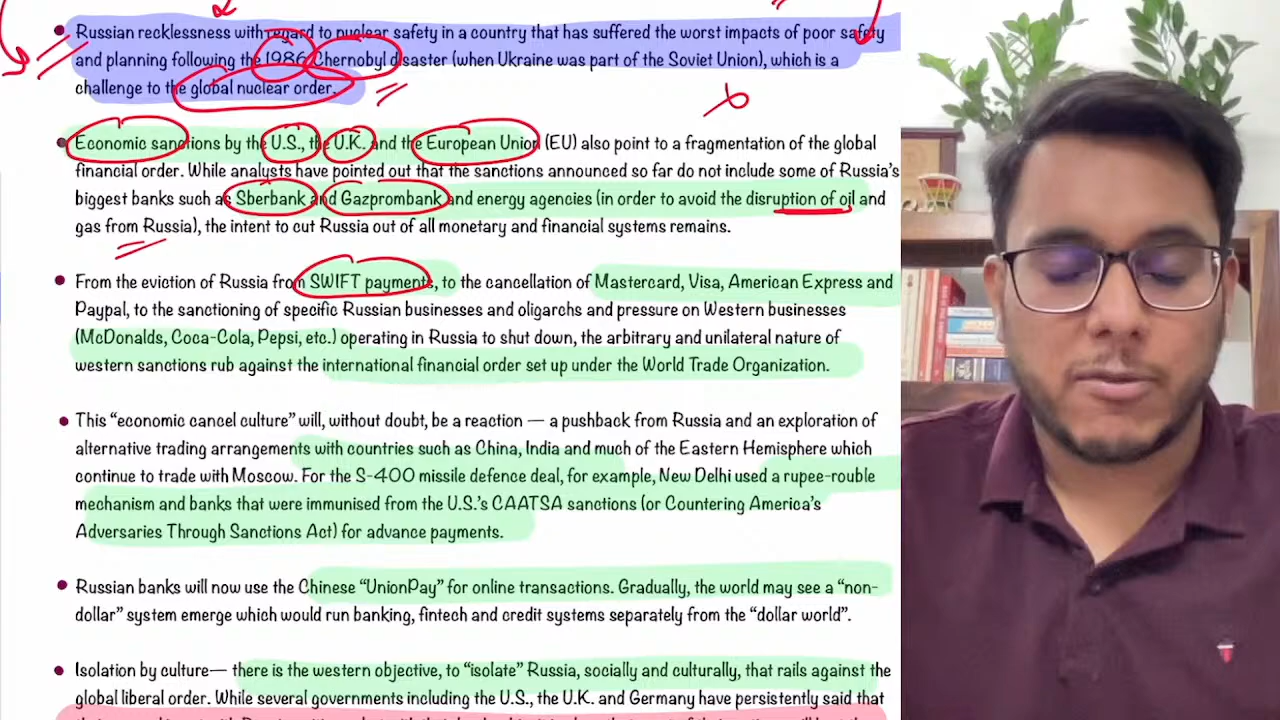 Russian recklessness with regard to nuclear safety in a country that has suffered the worst impacts of poor safety
and planning following the 1986 Chernobyl disaster (when Ukraine was part of the Soviet Union), which is a
challenge to the global nuclear order.
Economic sanctions by the U.S., the U.K. and the European Union (EU) also point to a fragmentation of the global
financial order. While analysts have pointed out that the sanctions announced so far do not include some of Russia's
biggest banks such as Sberbank and Gazprombank and energy agencies (in order to avoid the disruption of oil and
gas from Russia), the intent to cut Russia out of all monetary and financial systems remains.
From the eviction of Russia from SWIFT payments, to the cancellation of Mastercard, Visa, American Express and
Paypal, to the sanctioning of specific Russian businesses and oligarchs and pressure on Western businesses
(McDonalds, Coca-Cola, Pepsi, etc.) operating in Russia to shut down, the arbitrary and unilateral nature of
western sanctions rub against the international financial order set up under the World Trade Organization.
This "economic cancel culture" will, without doubt, be a reaction — a pushback from Russia and an exploration of
alternative trading arrangements with countries such as China, India and much of the Eastern Hemisphere which
continue to trade with Moscow. For the S-400 missile defence deal, for example, New Delhi used a rupee-rouble
mechanism and banks that were immunised from the U.S.'s CAATSA sanctions (or Countering America's
Adversaries Through Sanctions Act) for advance payments.
Russian banks will now use the Chinese "UnionPay" for online transactions. Gradually, the world may see a "non-
dollar" system emerge which would run banking, fintech and credit systems separately from the "dollar world".
Isolation by culture— there is the western objective, to "isolate" Russia, socially and culturally, that rails against the
global liberal order. While several governments including the U.S., the U.K. and Germany have persistently said that